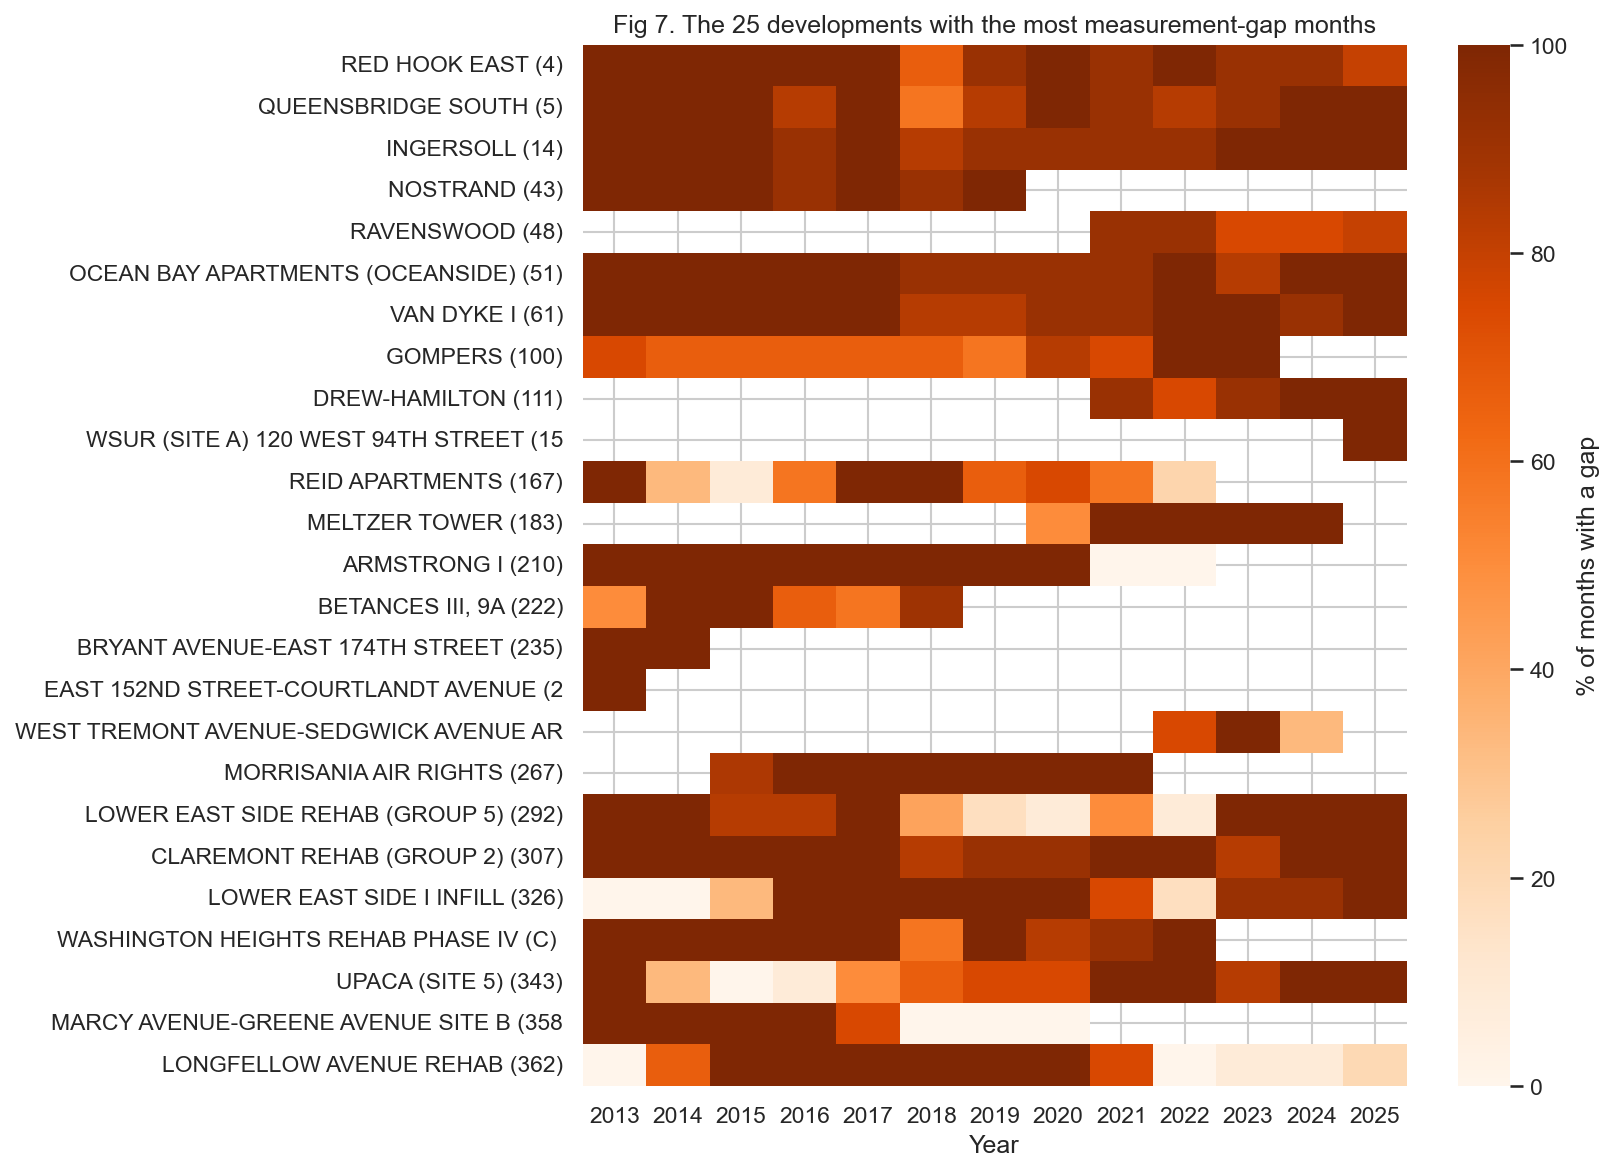 Fig 7. The 25 developments with the most measurement-gap months
RED HOOK EAST (4)
QUEENSBRIDGE SOUTH (5)
INGERSOLL (14)
NOSTRAND (43)
RAVENSWOOD (48)
OCEAN BAY APARTMENTS (OCEANSIDE) (51)
VAN DYKE I (61)
GOMPERS (100)
DREW-HAMILTON (111)
WSUR (SITE A) 120 WEST 94TH STREET (15
REID APARTMENTS (167)
MELTZER TOWER (183)
ARMSTRONG I (210)
BETANCES III, 9A (222)
BRYANT AVENUE-EAST 174TH STREET (235)
EAST 152ND STREET-COURTLANDT AVENUE (2
WEST TREMONT AVENUE-SEDGWICK AVENUE AR
MORRISANIA AIR RIGHTS (267)
LOWER EAST SIDE REHAB (GROUP 5) (292)
CLAREMONT REHAB (GROUP 2) (307)
LOWER EAST SIDE I INFILL (326)
WASHINGTON HEIGHTS REHAB PHASE IV (C)
UPACA (SITE 5) (343)
MARCY AVENUE-GREENE AVENUE SITE B (358
LONGFELLOW AVENUE REHAB (362)
2013 2014 2015 2016 2017 2018 2019 2020 2021 2022 2023 2024 2025
Year
100
80
60
40
20
0
% of months with a gap